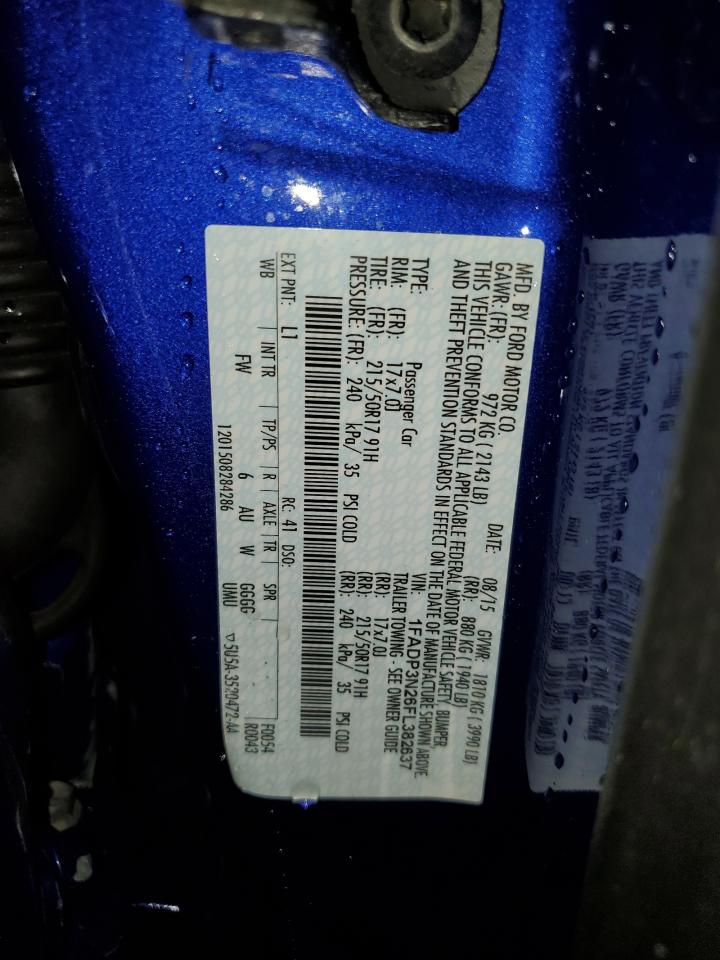 MFD. BY FORD MOTOR CO. DATE: 08/15 GVWR: 1810 KG ( 3990 LB)
GAWR: (FR): 972 KG ( 2143 LB) (RR): 880 KG ( 1940 LB)
THIS VEHICLE CONFORMS TO ALL APPLICABLE FEDERAL MOTOR VEHICLE SAFETY, BUMPER,
AND THEFT PREVENTION STANDARDS IN EFFECT ON THE DATE OF MANUFACTURE SHOWN ABOVE.
VIN: 1FADP3N26FL382637
TYPE: Passenger Car TRAILER TOWING - SEE OWNER GUIDE
RIM: (FR): 17x7.0J (RR): 17x7.0J
TIRE: (FR): 215/50R17 91H (RR): 215/50R17 91H
PRESSURE: (FR): 240 kPa/ 35 PSI COLD (RR): 240 kPa/ 35 PSI COLD
EXT PNT: L1 RC: 41 DSO: F0054
WB INT TR TP/PS R AXLE TR SPR R0043
FW 6 AU W GGGG
1201508284286 UMU ▽5U5A-3520472-AA